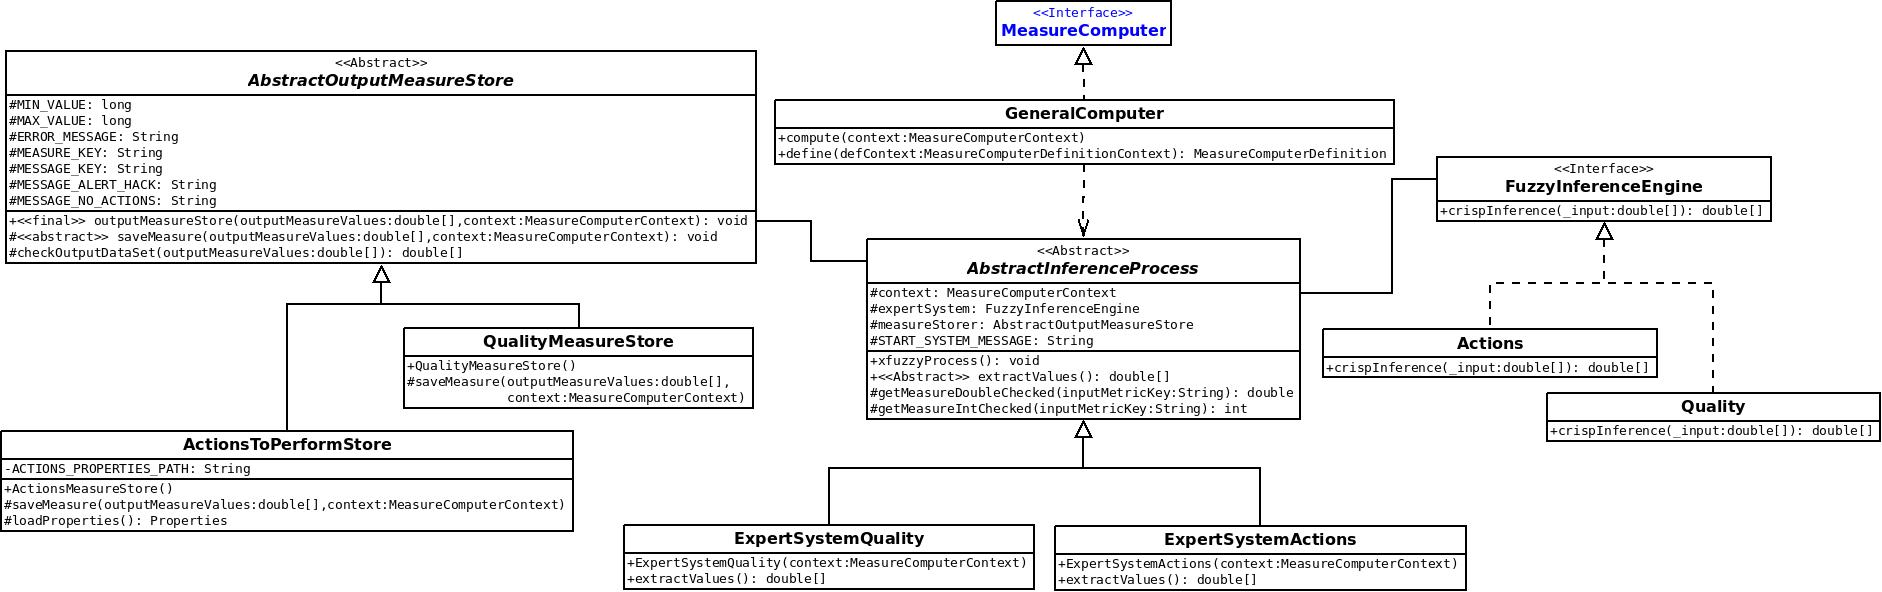 <<Interface>>
MeasureComputer
<<Abstract>>
AbstractOutputMeasureStore
#MIN_VALUE: long
#MAX_VALUE: long
#ERROR_MESSAGE: String
#MEASURE_KEY: String
#MESSAGE_KEY: String
#MESSAGE_ALERT_HACK: String
#MESSAGE_NO_ACTIONS: String
+<<final>> outputMeasureStore(outputMeasureValues:double[],context:MeasureComputerContext): void
#<<abstract>> saveMeasure(outputMeasureValues:double[],context:MeasureComputerContext): void
#checkOutputDataSet(outputMeasureValues:double[]): double[]
GeneralComputer
+compute(context:MeasureComputerContext)
+define(defContext:MeasureComputerDefinitionContext): MeasureComputerDefinition
<<Interface>>
FuzzyInferenceEngine
+crispInference(_input:double[]): double[]
<<Abstract>>
AbstractInferenceProcess
#context: MeasureComputerContext
#expertSystem: FuzzyInferenceEngine
#measureStorer: AbstractOutputMeasureStore
#START_SYSTEM_MESSAGE: String
+xfuzzyProcess(): void
+<<Abstract>> extractValues(): double[]
#getMeasureDoubleChecked(inputMetricKey:String): double
#getMeasureIntChecked(inputMetricKey:String): int
QualityMeasureStore
+QualityMeasureStore()
#saveMeasure(outputMeasureValues:double[],
context:MeasureComputerContext)
Actions
+crispInference(_input:double[]): double[]
Quality
+crispInference(_input:double[]): double[]
ActionsToPerformStore
-ACTIONS_PROPERTIES_PATH: String
+ActionsMeasureStore()
#saveMeasure(outputMeasureValues:double[],context:MeasureComputerContext)
#loadProperties(): Properties
ExpertSystemQuality
+ExpertSystemQuality(context:MeasureComputerContext)
+extractValues(): double[]
ExpertSystemActions
+ExpertSystemActions(context:MeasureComputerContext)
+extractValues(): double[]